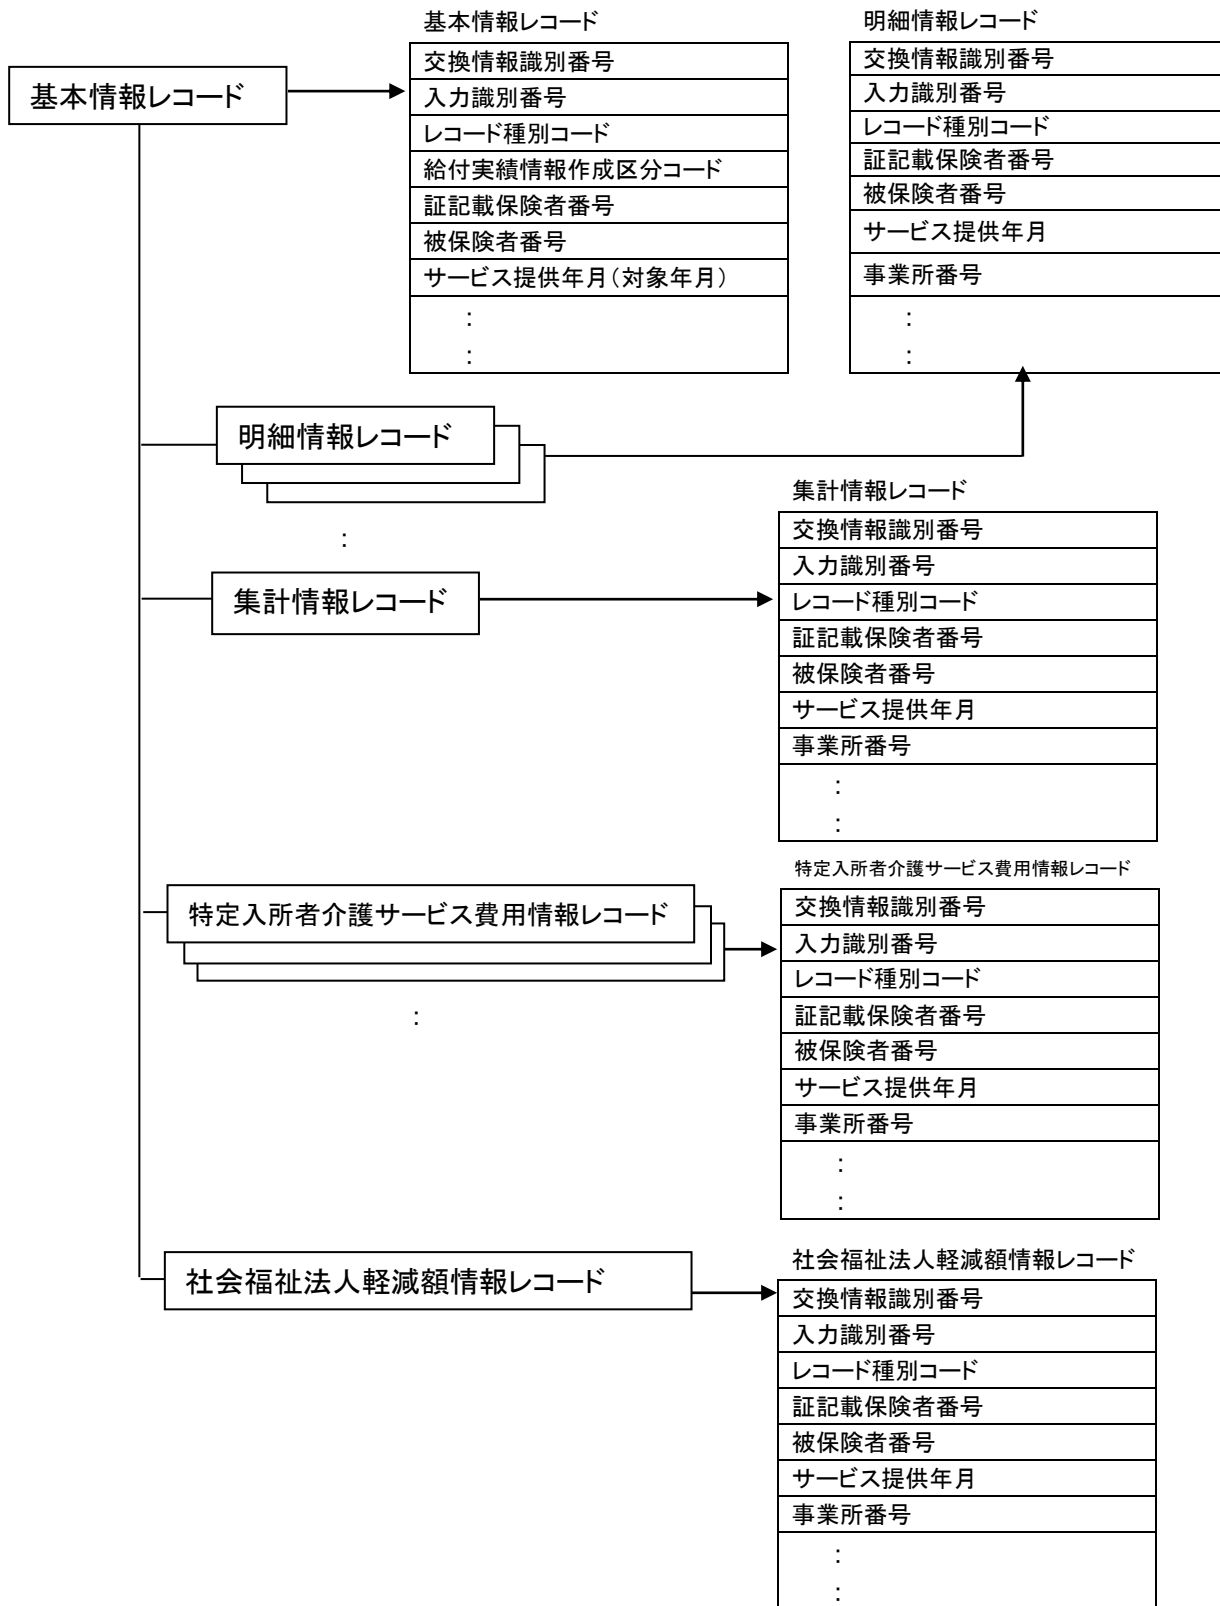 基本情報レコード
基本情報レコード
交換情報識別番号
入力識別番号
レコード種別コード
給付実績情報作成区分コード
証記載保険者番号
被保険者番号
サービス提供年月（対象年月）
：
：
明細情報レコード
交換情報識別番号
入力識別番号
レコード種別コード
証記載保険者番号
被保険者番号
サービス提供年月
事業所番号
：
：
明細情報レコード
：
集計情報レコード
集計情報レコード
交換情報識別番号
入力識別番号
レコード種別コード
証記載保険者番号
被保険者番号
サービス提供年月
事業所番号
：
：
特定入所者介護サービス費用情報レコード
：
特定入所者介護サービス費用情報レコード
交換情報識別番号
入力識別番号
レコード種別コード
証記載保険者番号
被保険者番号
サービス提供年月
事業所番号
：
：
社会福祉法人軽減額情報レコード
社会福祉法人軽減額情報レコード
交換情報識別番号
入力識別番号
レコード種別コード
証記載保険者番号
被保険者番号
サービス提供年月
事業所番号
：
：